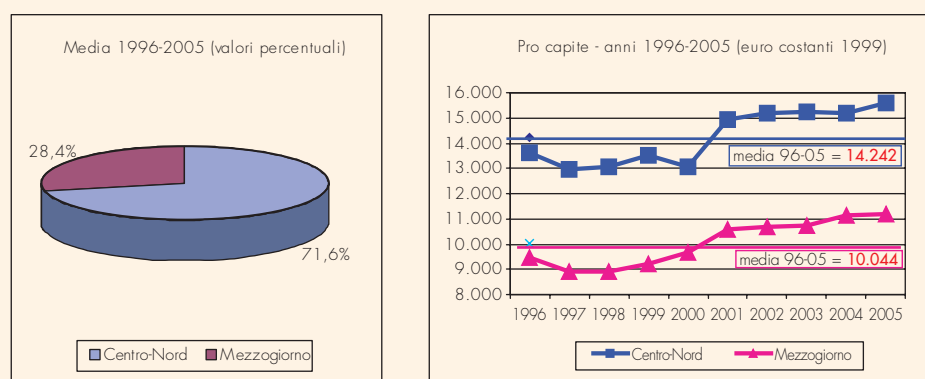 Media 1996-2005 (valori percentuali)
28,4%
71,6%
Centro-Nord Mezzogiorno
Pro capite - anni 1996-2005 (euro costanti 1999)
16.000
15.000
14.000
13.000
12.000
11.000
10.000
9.000
8.000
media 96-05 = 14.242
media 96-05 = 10.044
1996 1997 1998 1999 2000 2001 2002 2003 2004 2005
Centro-Nord Mezzogiorno